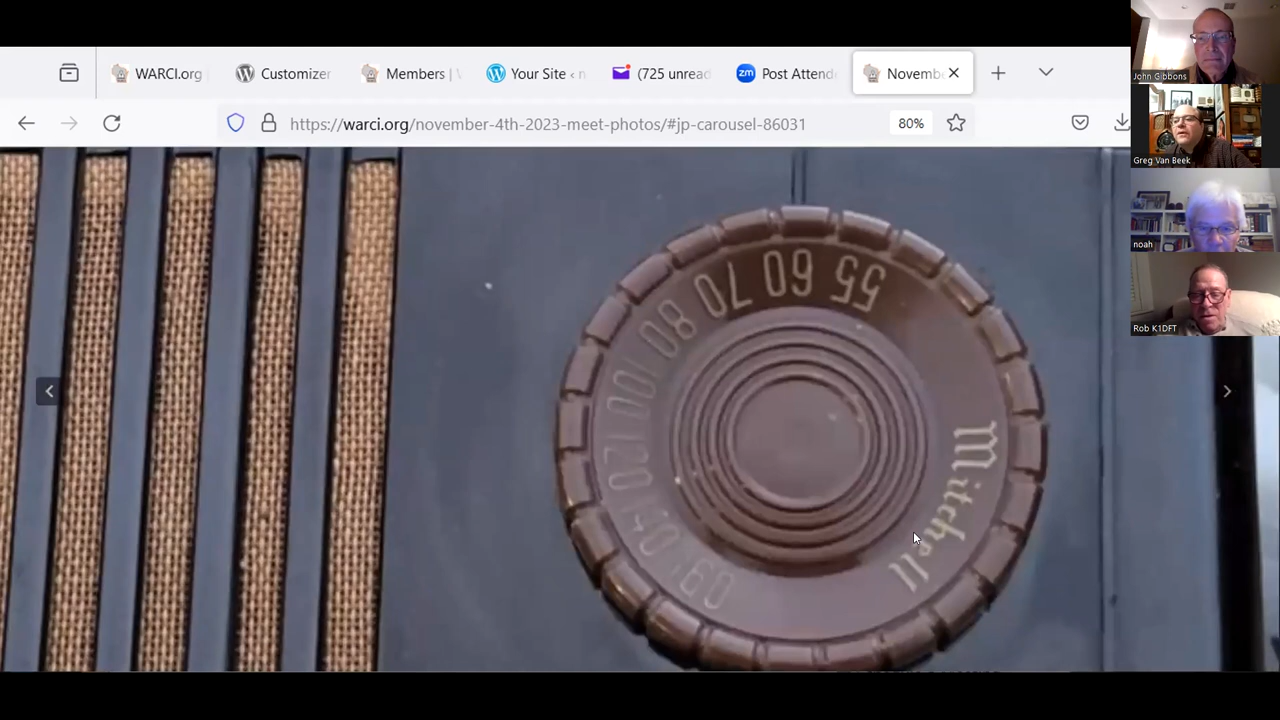 WARCI.org
Customizer
Members |
Your Site < n
(725 unread
Post Attend
Novembe
https://warci.org/november-4th-2023-meet-photos/#jp-carousel-86031
80%
zm
John Gibbons
Greg Van Beek
noah
Rob K1DFT
55 60 70 80 100 120 140 160
Mitchell